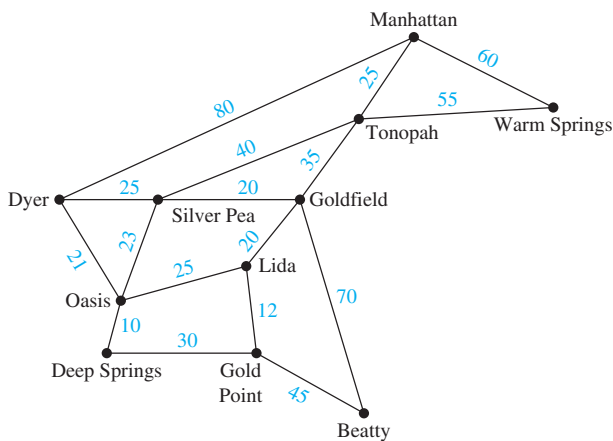 Manhattan
60
25
80
55
Warm Springs
Tonopah
40
35
Dyer
25
20
Silver Pea
Goldfield
21
23
20
25
Lida
Oasis
70
10
12
30
Deep Springs
Gold
Point
45
Beatty